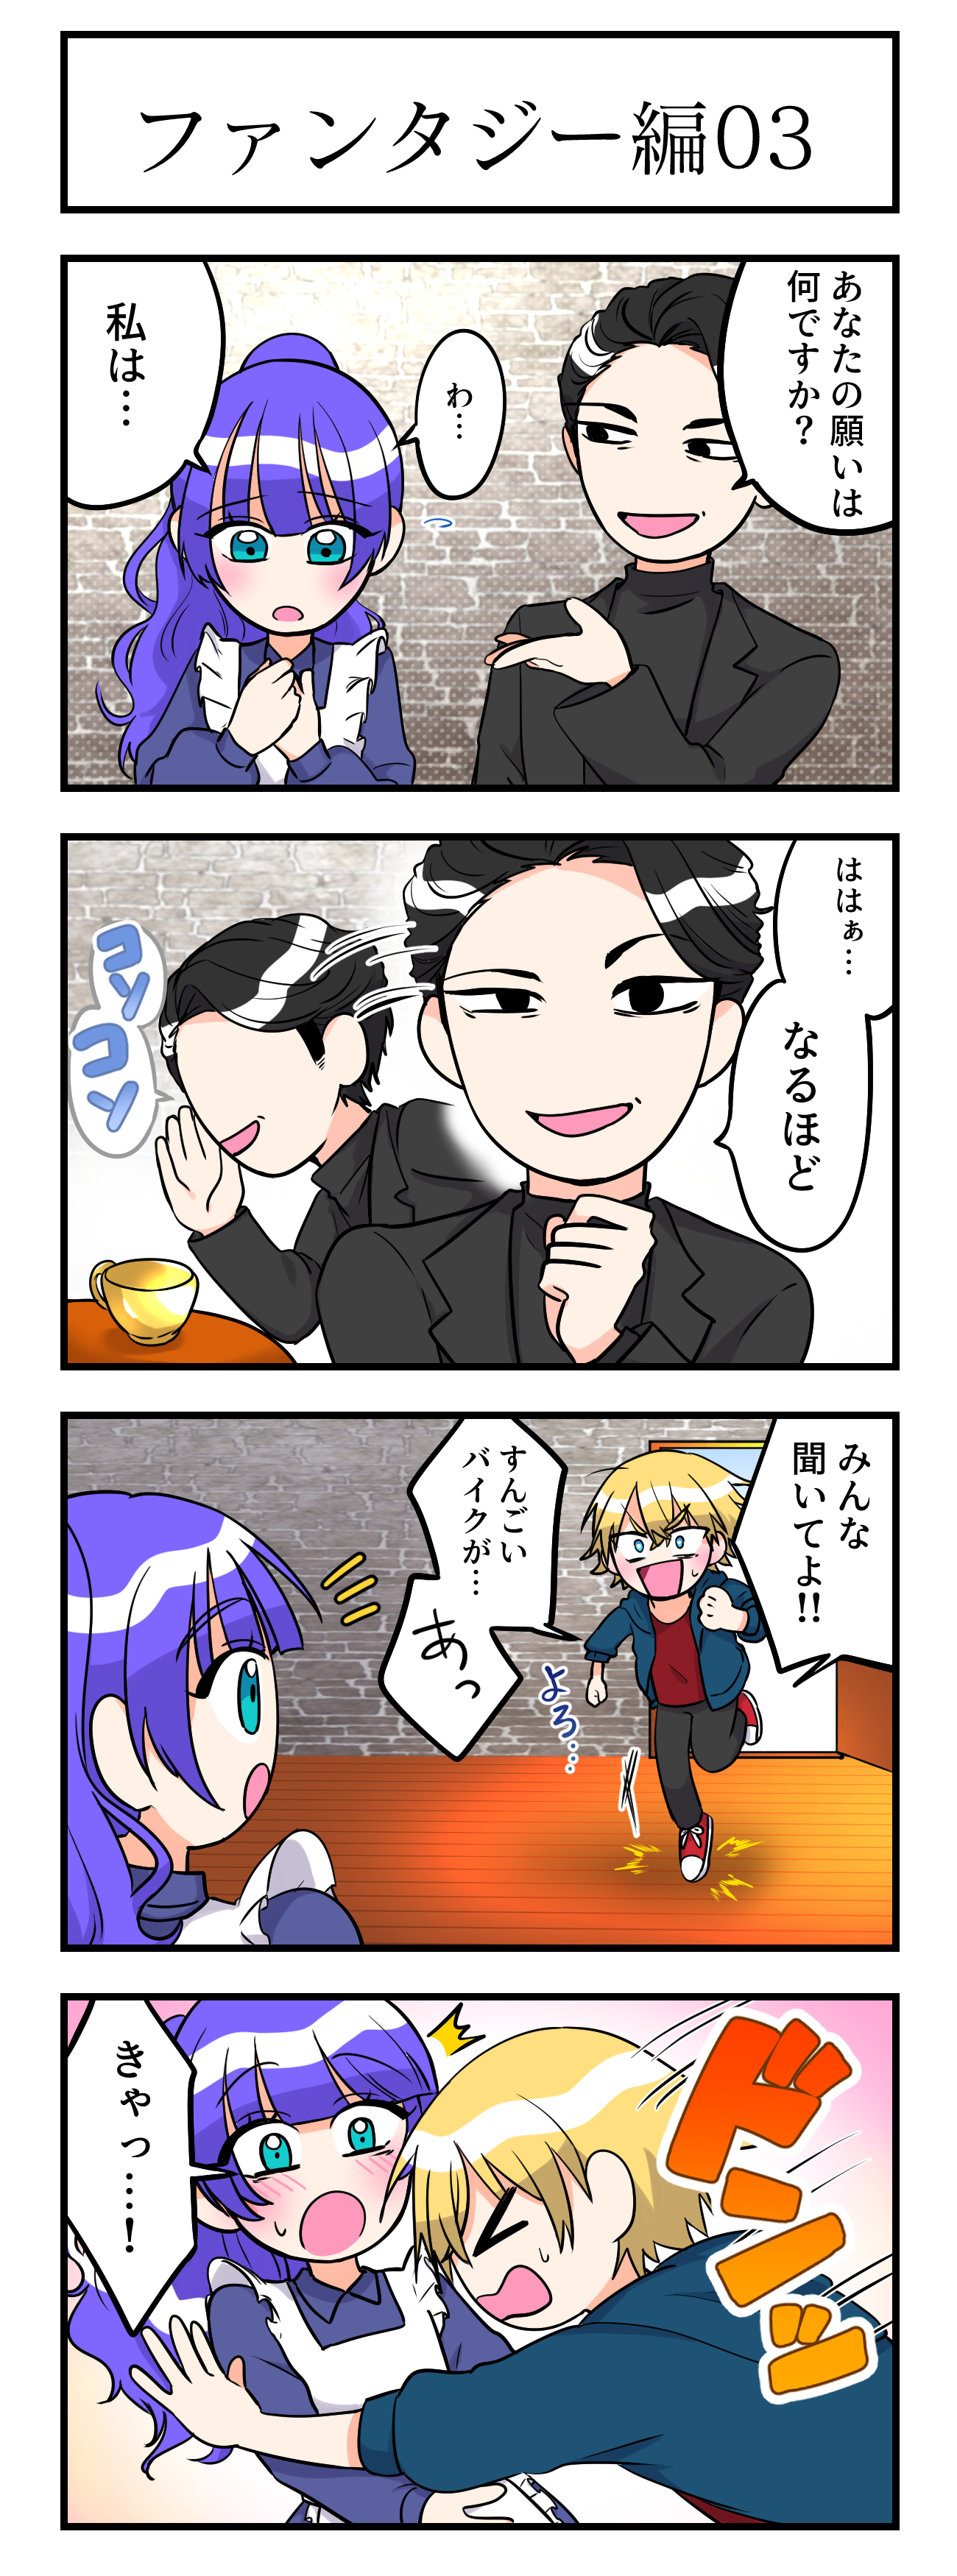 ファンタジー編03
あなたの願いは
何ですか？
わ…
私は…
ははぁ…
なるほど
コソ
コソ
みんな
聞いてよ!!
すんごい
バイクが…
あっ
よろ…
ドンッ
きゃっ…!